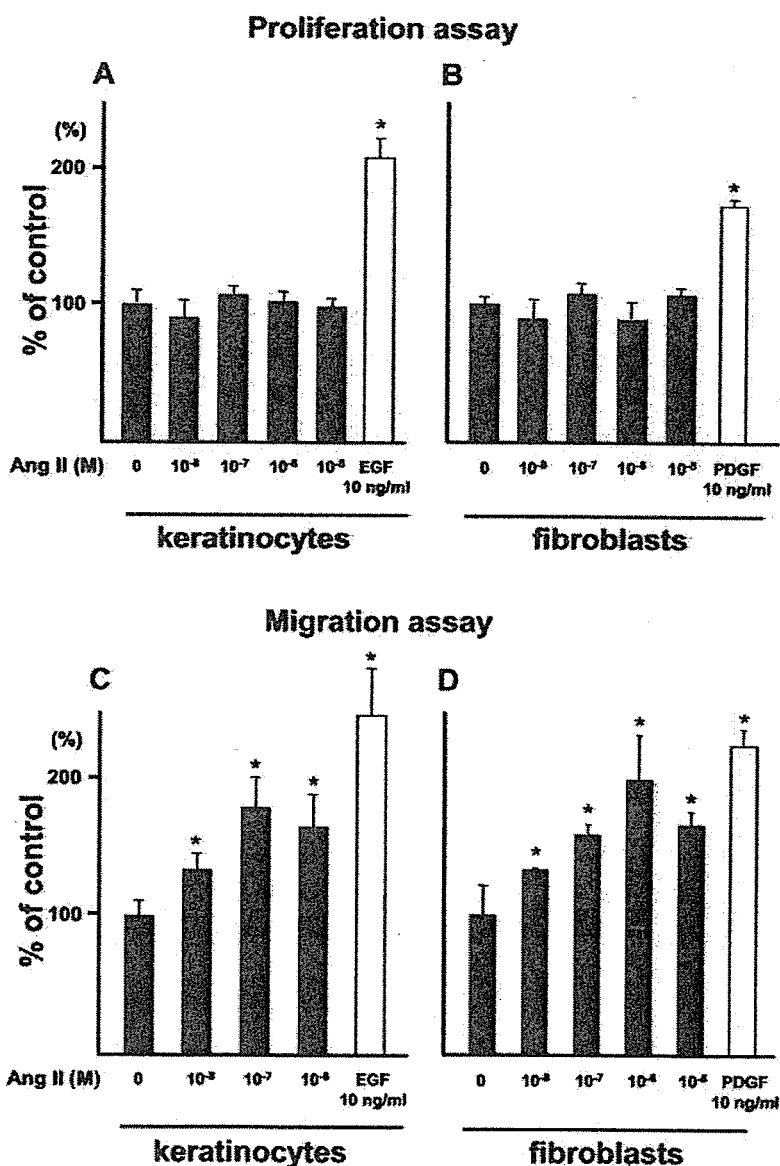 Proliferation assay
A B
(%)
200
100
% of control
* *
Ang II (M) 0 10⁻⁸ 10⁻⁷ 10⁻⁶ 10⁻⁵ EGF 0 10⁻⁸ 10⁻⁷ 10⁻⁶ 10⁻⁵ PDGF
10 ng/ml 10 ng/ml
keratinocytes fibroblasts
Migration assay
C D
(%)
200
100
% of control
* * * * * * * * *
Ang II (M) 0 10⁻⁸ 10⁻⁷ 10⁻⁶ EGF 0 10⁻⁸ 10⁻⁷ 10⁻⁶ 10⁻⁵ PDGF
10 ng/ml 10 ng/ml
keratinocytes fibroblasts